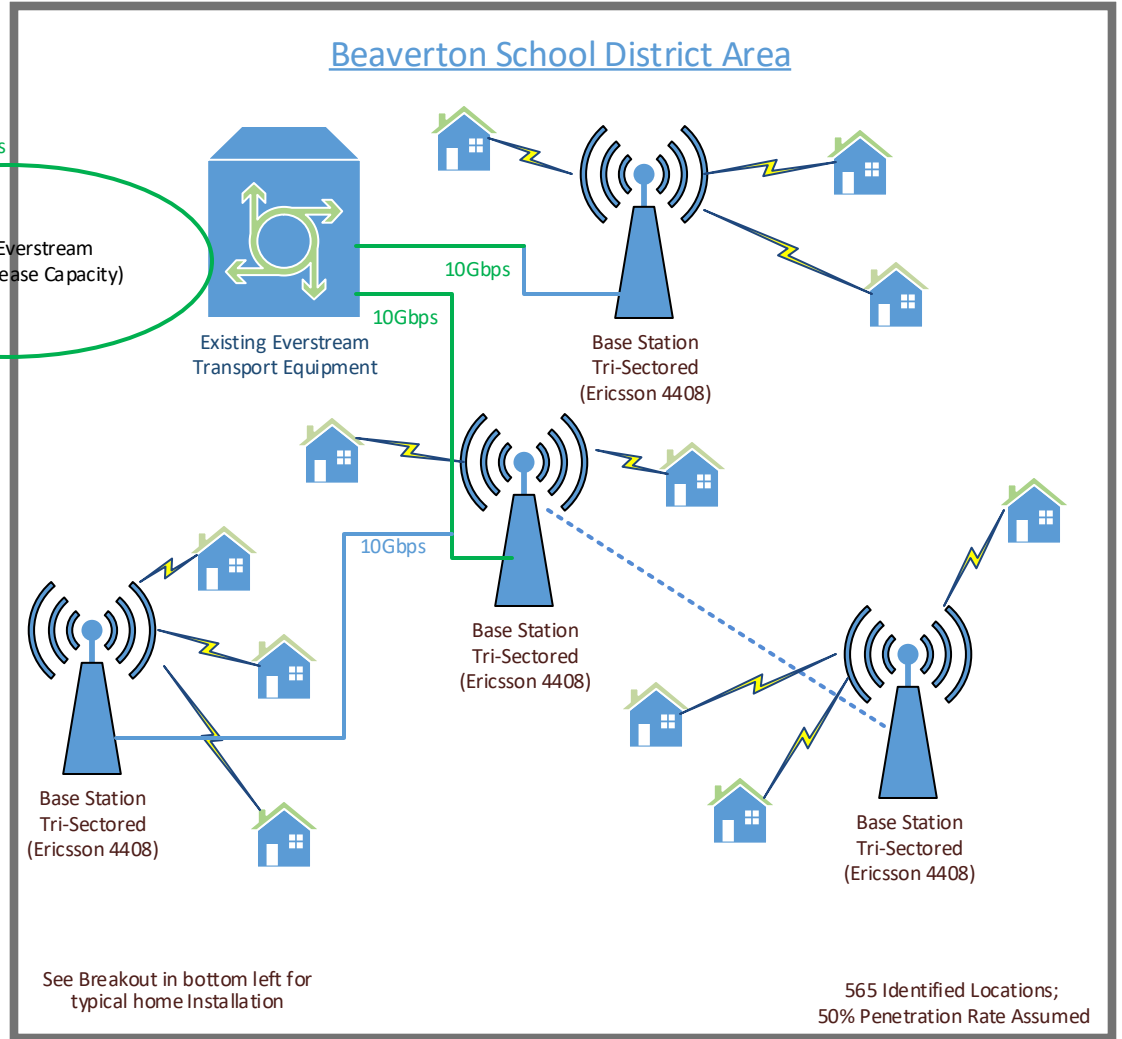 Beaverton School District Area
s
Everstream
ease Capacity)
10Gbps
10Gbps
Existing Everstream
Transport Equipment
Base Station
Tri-Sectored
(Ericsson 4408)
10Gbps
Base Station
Tri-Sectored
(Ericsson 4408)
Base Station
Tri-Sectored
(Ericsson 4408)
Base Station
Tri-Sectored
(Ericsson 4408)
See Breakout in bottom left for
typical home Installation
565 Identified Locations;
50% Penetration Rate Assumed